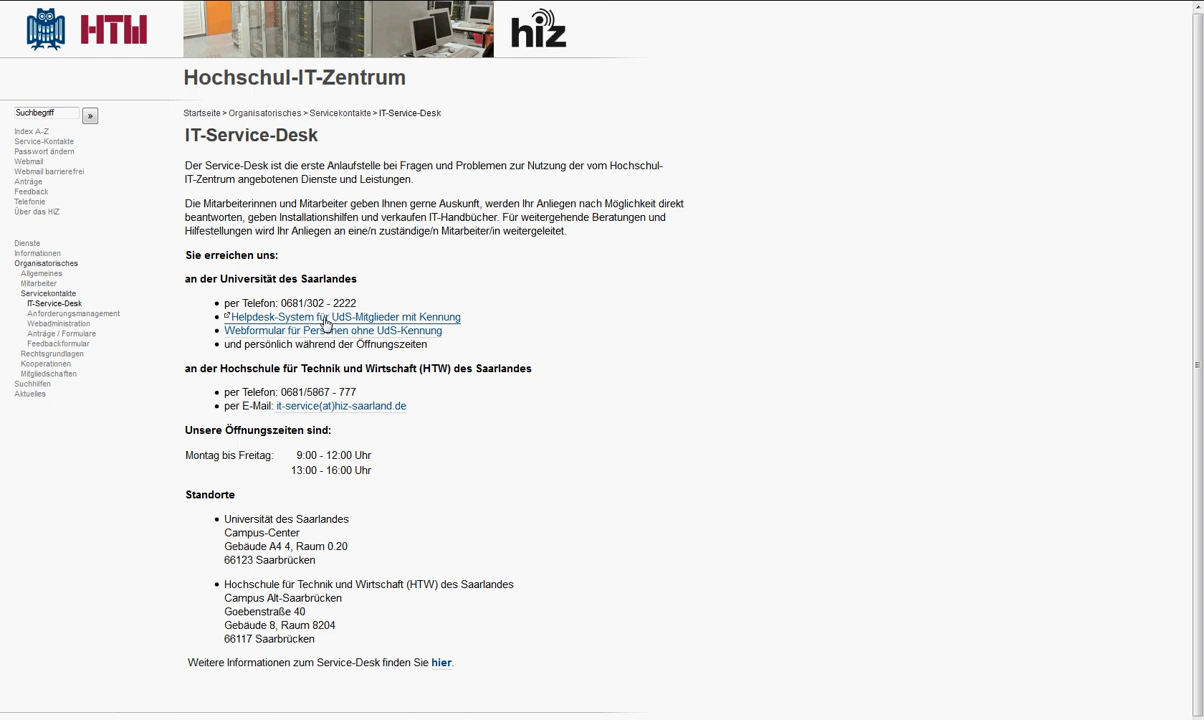 HTW
hiz
Hochschul-IT-Zentrum
Suchbegriff
»
Index A-Z
Service-Kontakte
Passwort ändern
Webmail
Webmail barrierefrei
Anträge
Feedback
Telefonie
Über das HIZ
Dienste
Informationen
Organisatorisches
Allgemeines
Mitarbeiter
Servicekontakte
IT-Service-Desk
Anforderungsmanagement
Webadministration
Anträge / Formulare
Feedbackformular
Rechtsgrundlagen
Kooperationen
Mitgliedschaften
Suchhilfen
Aktuelles
Startseite > Organisatorisches > Servicekontakte > IT-Service-Desk
IT-Service-Desk
Der Service-Desk ist die erste Anlaufstelle bei Fragen und Problemen zur Nutzung der vom Hochschul-
IT-Zentrum angebotenen Dienste und Leistungen.
Die Mitarbeiterinnen und Mitarbeiter geben Ihnen gerne Auskunft, werden Ihr Anliegen nach Möglichkeit direkt
beantworten, geben Installationshilfen und verkaufen IT-Handbücher. Für weitergehende Beratungen und
Hilfestellungen wird Ihr Anliegen an eine/n zuständige/n Mitarbeiter/in weitergeleitet.
Sie erreichen uns:
an der Universität des Saarlandes
• per Telefon: 0681/302 - 2222
• Helpdesk-System für UdS-Mitglieder mit Kennung
• Webformular für Personen ohne UdS-Kennung
• und persönlich während der Öffnungszeiten
an der Hochschule für Technik und Wirtschaft (HTW) des Saarlandes
• per Telefon: 0681/5867 - 777
• per E-Mail: it-service(at)hiz-saarland.de
Unsere Öffnungszeiten sind:
Montag bis Freitag: 9:00 - 12:00 Uhr
13:00 - 16:00 Uhr
Standorte
• Universität des Saarlandes
Campus-Center
Gebäude A4 4, Raum 0.20
66123 Saarbrücken
• Hochschule für Technik und Wirtschaft (HTW) des Saarlandes
Campus Alt-Saarbrücken
Goebenstraße 40
Gebäude 8, Raum 8204
66117 Saarbrücken
Weitere Informationen zum Service-Desk finden Sie hier.